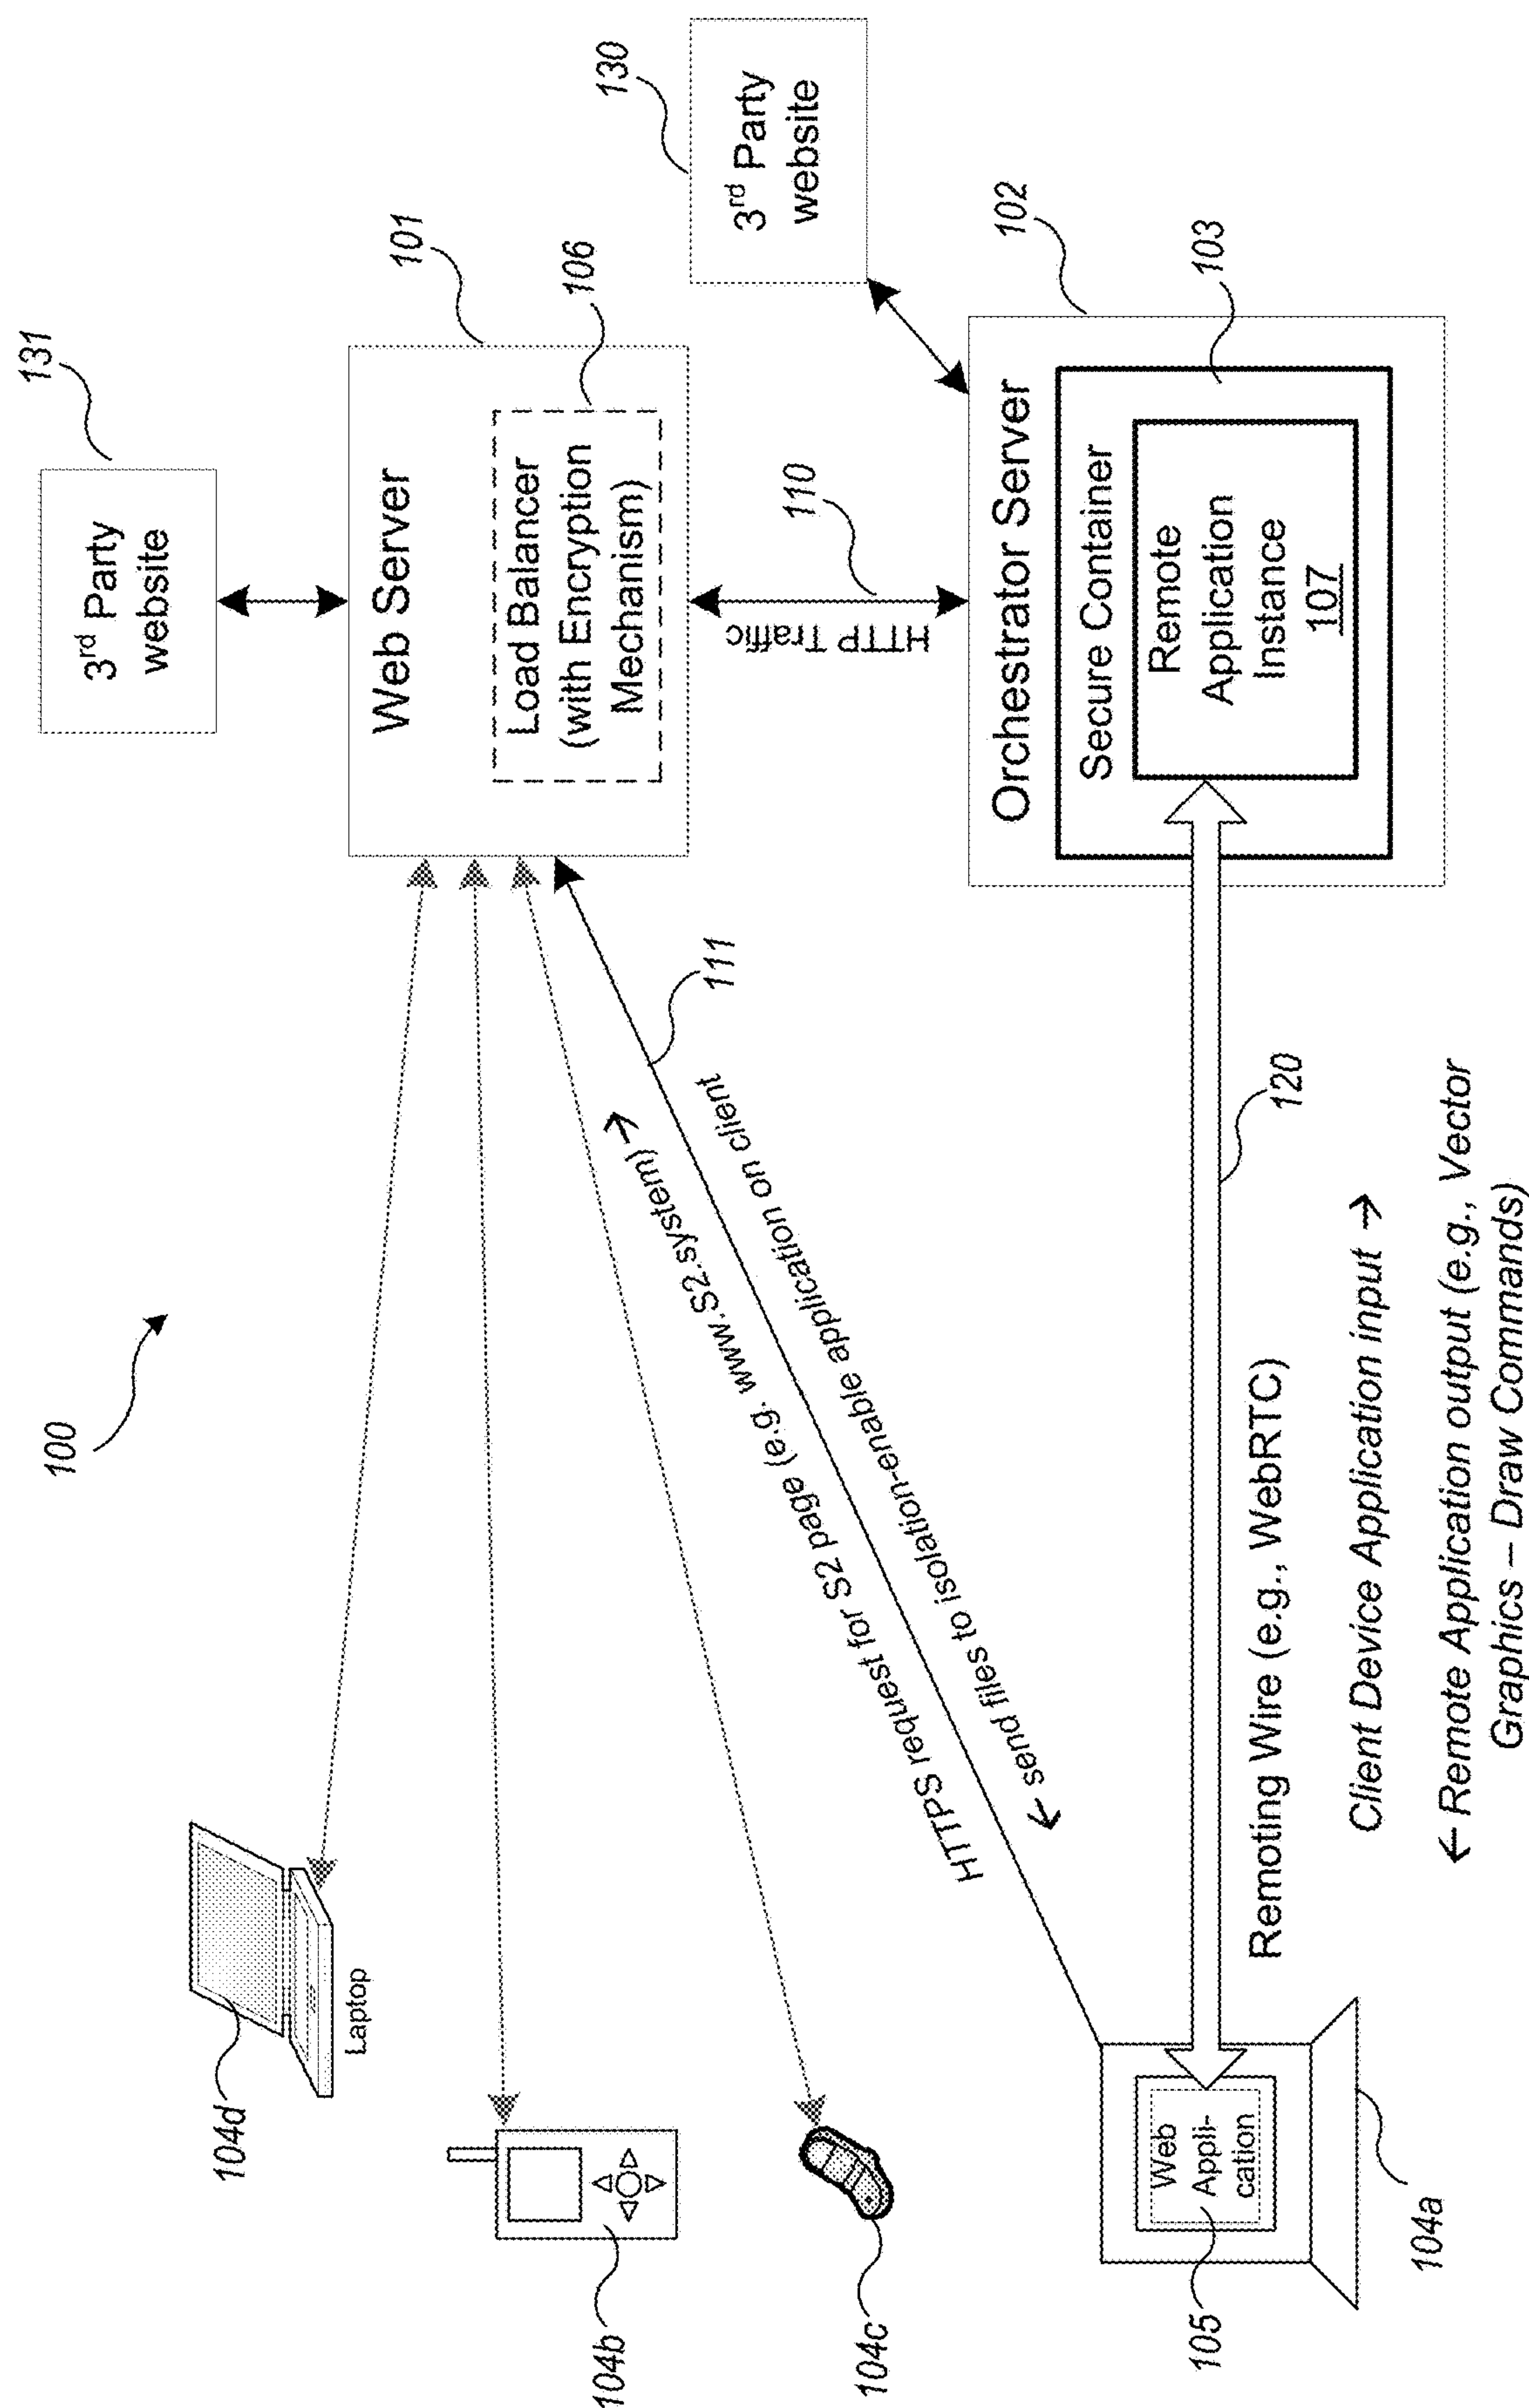 100
131
3rd Party
website
101
Web Server
106
Load Balancer
(with Encryption
Mechanism)
130
3rd Party
website
HTTP Traffic
110
102
Orchestrator Server
103
Secure Container
Remote
Application
Instance
107
104d
Laptop
104b
104c
111
HTTPS request for S2 page (e.g. www.S2.system) →
← send files to isolation-enable application on client
105
Web
Appli-
cation
104a
120
Remoting Wire (e.g., WebRTC)
Client Device Application input →
← Remote Application output (e.g., Vector
Graphics – Draw Commands)